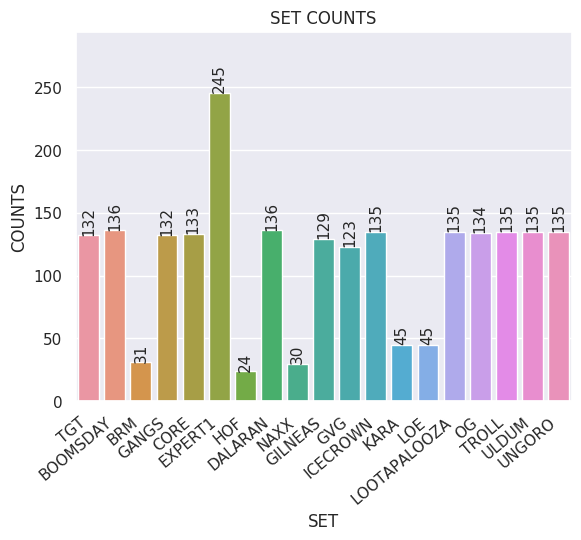 SET COUNTS
COUNTS
250
200
150
100
50
0
132
136
31
132
133
245
24
136
30
129
123
135
45
45
135
134
135
135
135
TGT
BOOMSDAY
BRM
GANGS
CORE
EXPERT1
HOF
DALARAN
NAXX
GILNEAS
GVG
ICECROWN
KARA
LOE
LOOTAPALOOZA
OG
TROLL
ULDUM
UNGORO
SET